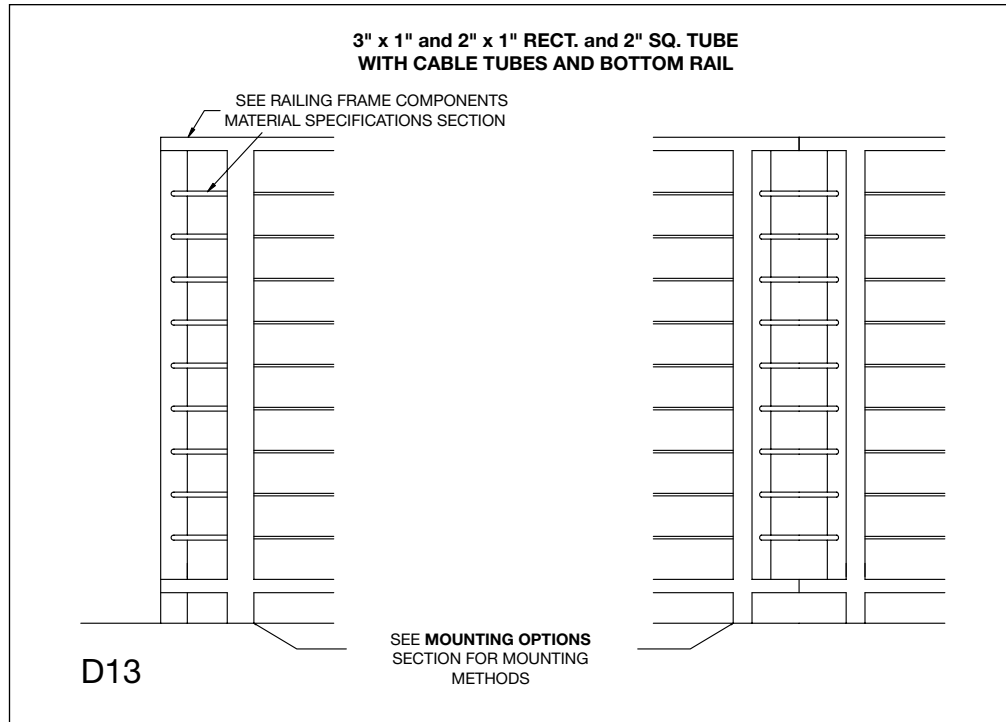 3" x 1" and 2" x 1" RECT. and 2" SQ. TUBE
WITH CABLE TUBES AND BOTTOM RAIL
SEE RAILING FRAME COMPONENTS
MATERIAL SPECIFICATIONS SECTION
SEE MOUNTING OPTIONS
SECTION FOR MOUNTING
METHODS
D13